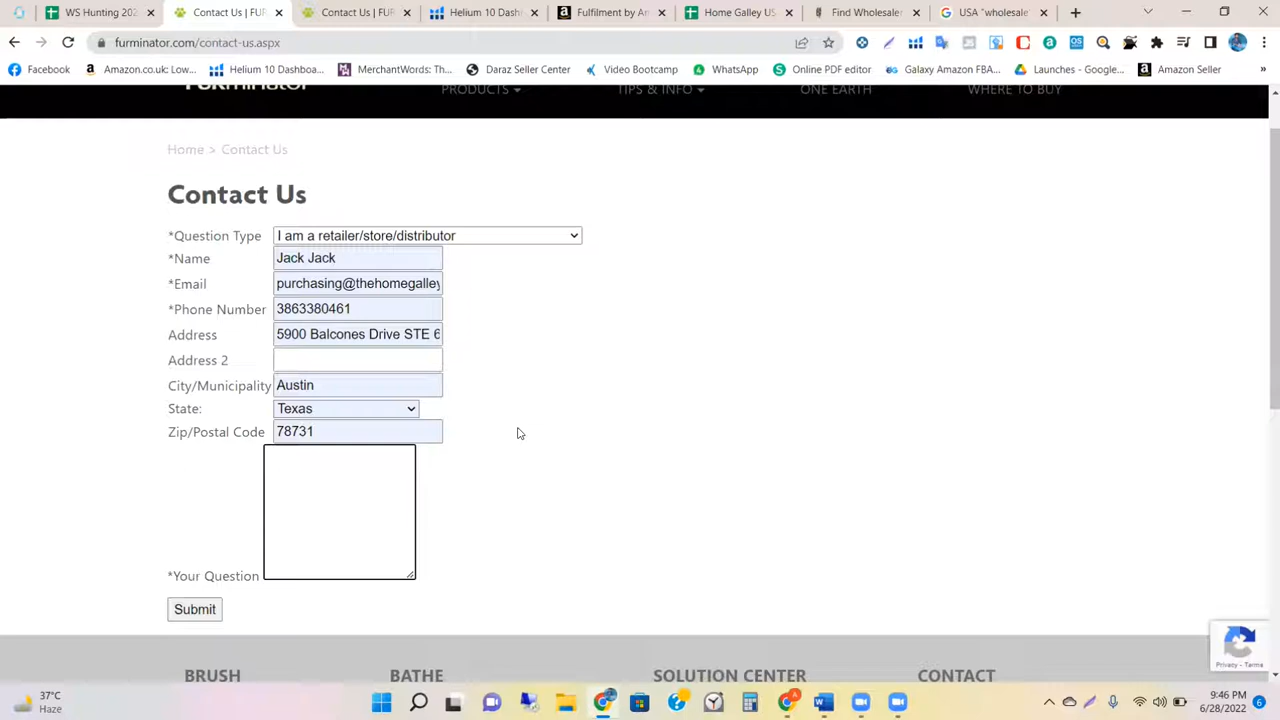 WS Hunting 202
Contact Us | FUR
Contact Us | FUR
Helium 10 Dash
Fulfilment by Am
Home Galley US
Find Wholesaler
USA "wholesale
furminator.com/contact-us.aspx
Facebook
Amazon.co.uk: Low...
Helium 10 Dashboa...
MerchantWords: Th...
Daraz Seller Center
Video Bootcamp
WhatsApp
Online PDF editor
Galaxy Amazon FBA...
Launches - Google...
Amazon Seller
FURminator
PRODUCTS
TIPS & INFO
ONE EARTH
WHERE TO BUY
Home > Contact Us
Contact Us
*Question Type I am a retailer/store/distributor
*Name Jack Jack
*Email purchasing@thehomegalley
*Phone Number 3863380461
Address 5900 Balcones Drive STE 6
Address 2
City/Municipality Austin
State: Texas
Zip/Postal Code 78731
*Your Question
Submit
Privacy - Terms
BRUSH
BATHE
SOLUTION CENTER
CONTACT
37°C
Haze
9:46 PM
6/28/2022
6